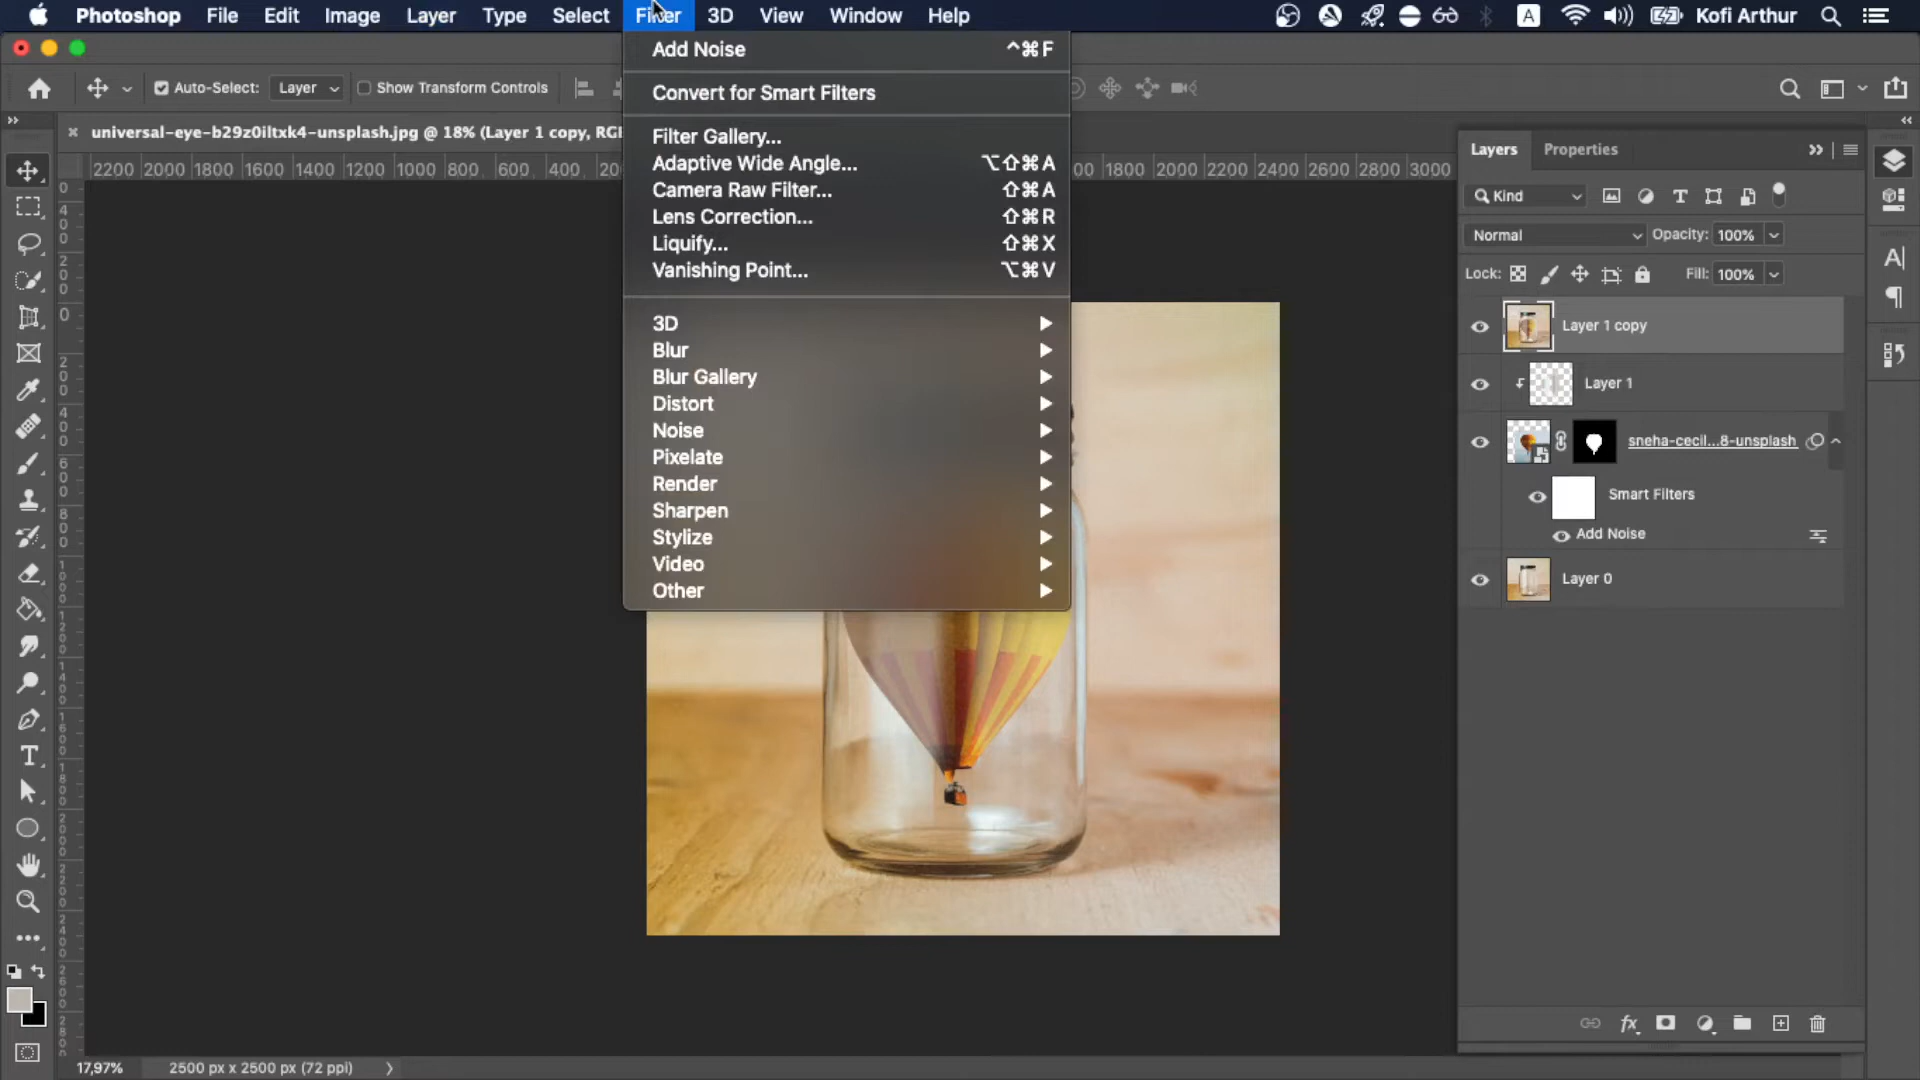 Photoshop File Edit Image Layer Type Select Filter 3D View Window Help A Kofi Arthur
Auto-Select: Layer Show Transform Controls
universal-eye-b29z0iltxk4-unsplash.jpg @ 18% (Layer 1 copy, RG
2200 2000 1800 1600 1400 1200 1000 800 600 400 1800 2000 2200 2400 2600 2800 3000
Add Noise ^⌘F
Convert for Smart Filters
Filter Gallery...
Adaptive Wide Angle... ⌥⇧⌘A
Camera Raw Filter... ⇧⌘A
Lens Correction... ⇧⌘R
Liquify... ⇧⌘X
Vanishing Point... ⌥⌘V
3D
Blur
Blur Gallery
Distort
Noise
Pixelate
Render
Sharpen
Stylize
Video
Other
Layers Properties
Kind
Normal Opacity: 100%
Lock: Fill: 100%
Layer 1 copy
Layer 1
sneha-cecil...8-unsplash
Smart Filters
Add Noise
Layer 0
fx
17,97% 2500 px x 2500 px (72 ppi)